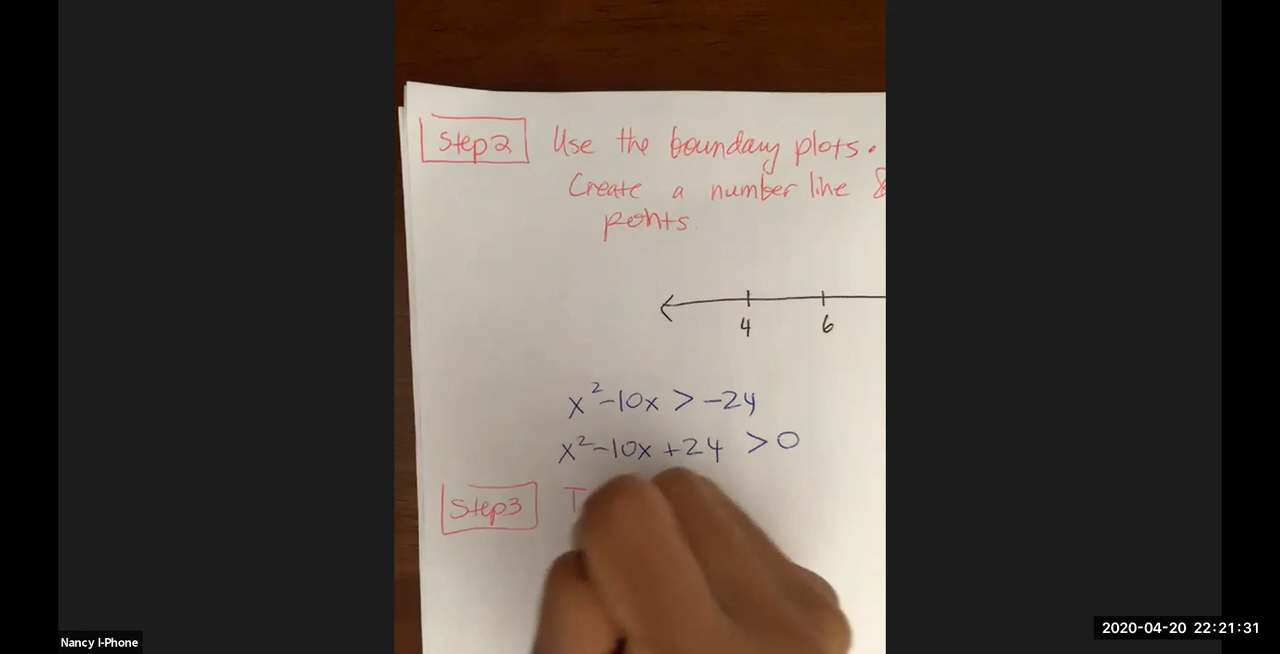 Step2 Use the boundary plots.
Create a number line &
points.
4 6
x²-10x > -24
x²-10x +24 > 0
Step3 T
Nancy I-Phone
2020-04-20 22:21:31